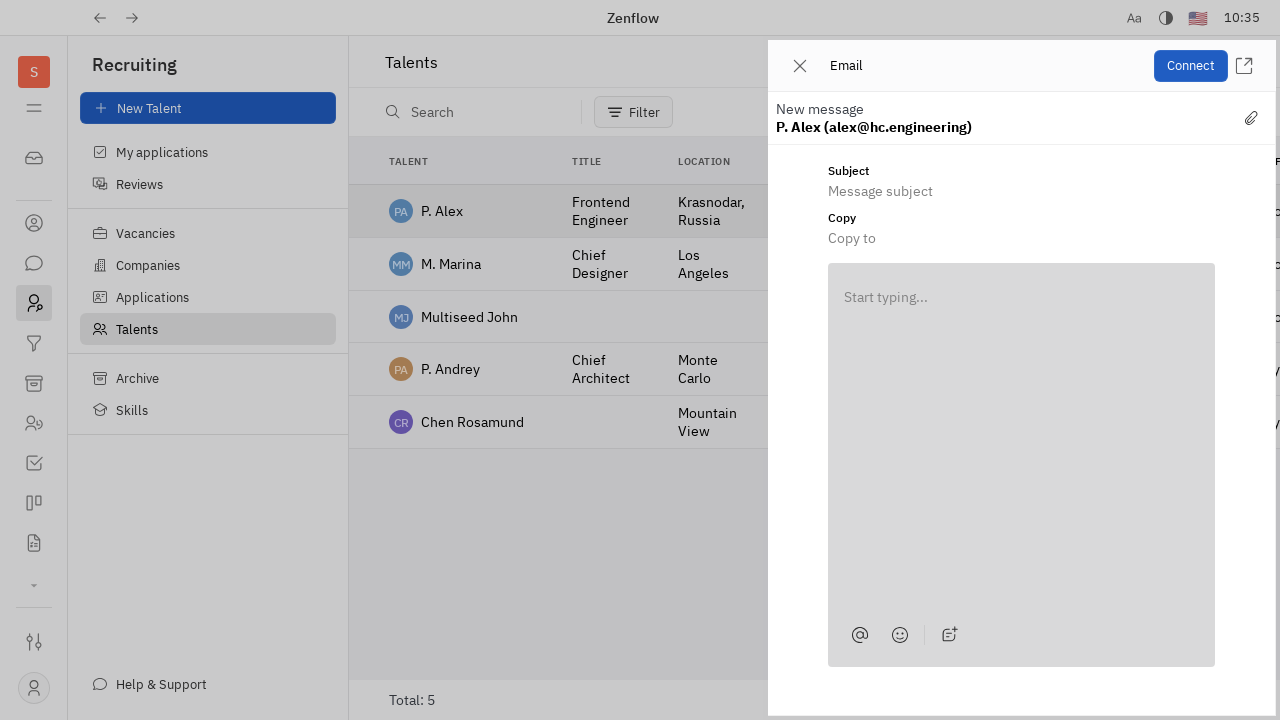 Zenflow
Aa
10:35
S
Recruiting
New Talent
My applications
Reviews
Vacancies
Companies
Applications
Talents
Archive
Skills
Help & Support
Talents
Search
Filter
TALENT TITLE LOCATION
PA P. Alex Frontend Engineer Krasnodar, Russia
MM M. Marina Chief Designer Los Angeles
MJ Multiseed John
PA P. Andrey Chief Architect Monte Carlo
CR Chen Rosamund Mountain View
Total: 5
Email
Connect
New message
P. Alex (alex@hc.engineering)
Subject
Message subject
Copy
Copy to
Start typing...